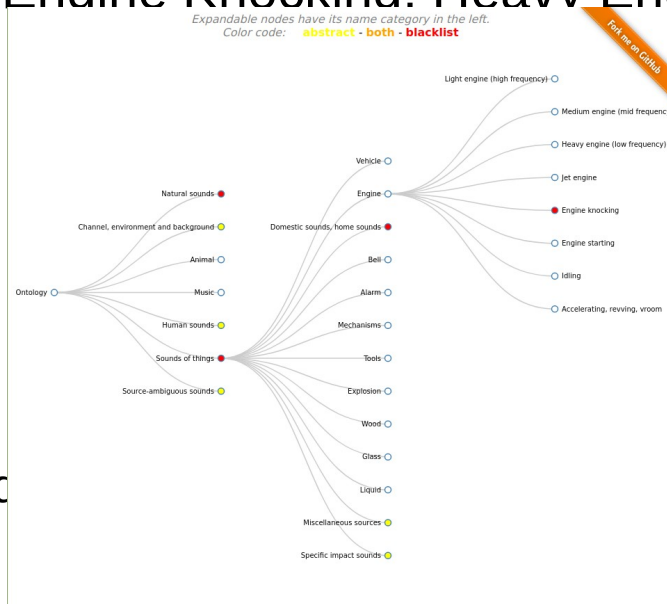 Engine Knocking. Heavy En
Expandable nodes have its name category in the left.
Color code: abstract - both - blacklist
Fork me on GitHub
Light engine (high frequency)
Medium engine (mid frequenc
Heavy engine (low frequency)
Vehicle
Jet engine
Natural sounds
Engine
Engine knocking
Channel, environment and background
Domestic sounds, home sounds
Engine starting
Animal
Bell
Idling
Ontology
Music
Alarm
Accelerating, revving, vroom
Human sounds
Mechanisms
Sounds of things
Tools
Source-ambiguous sounds
Explosion
Wood
Glass
Liquid
Miscellaneous sources
Specific impact sounds